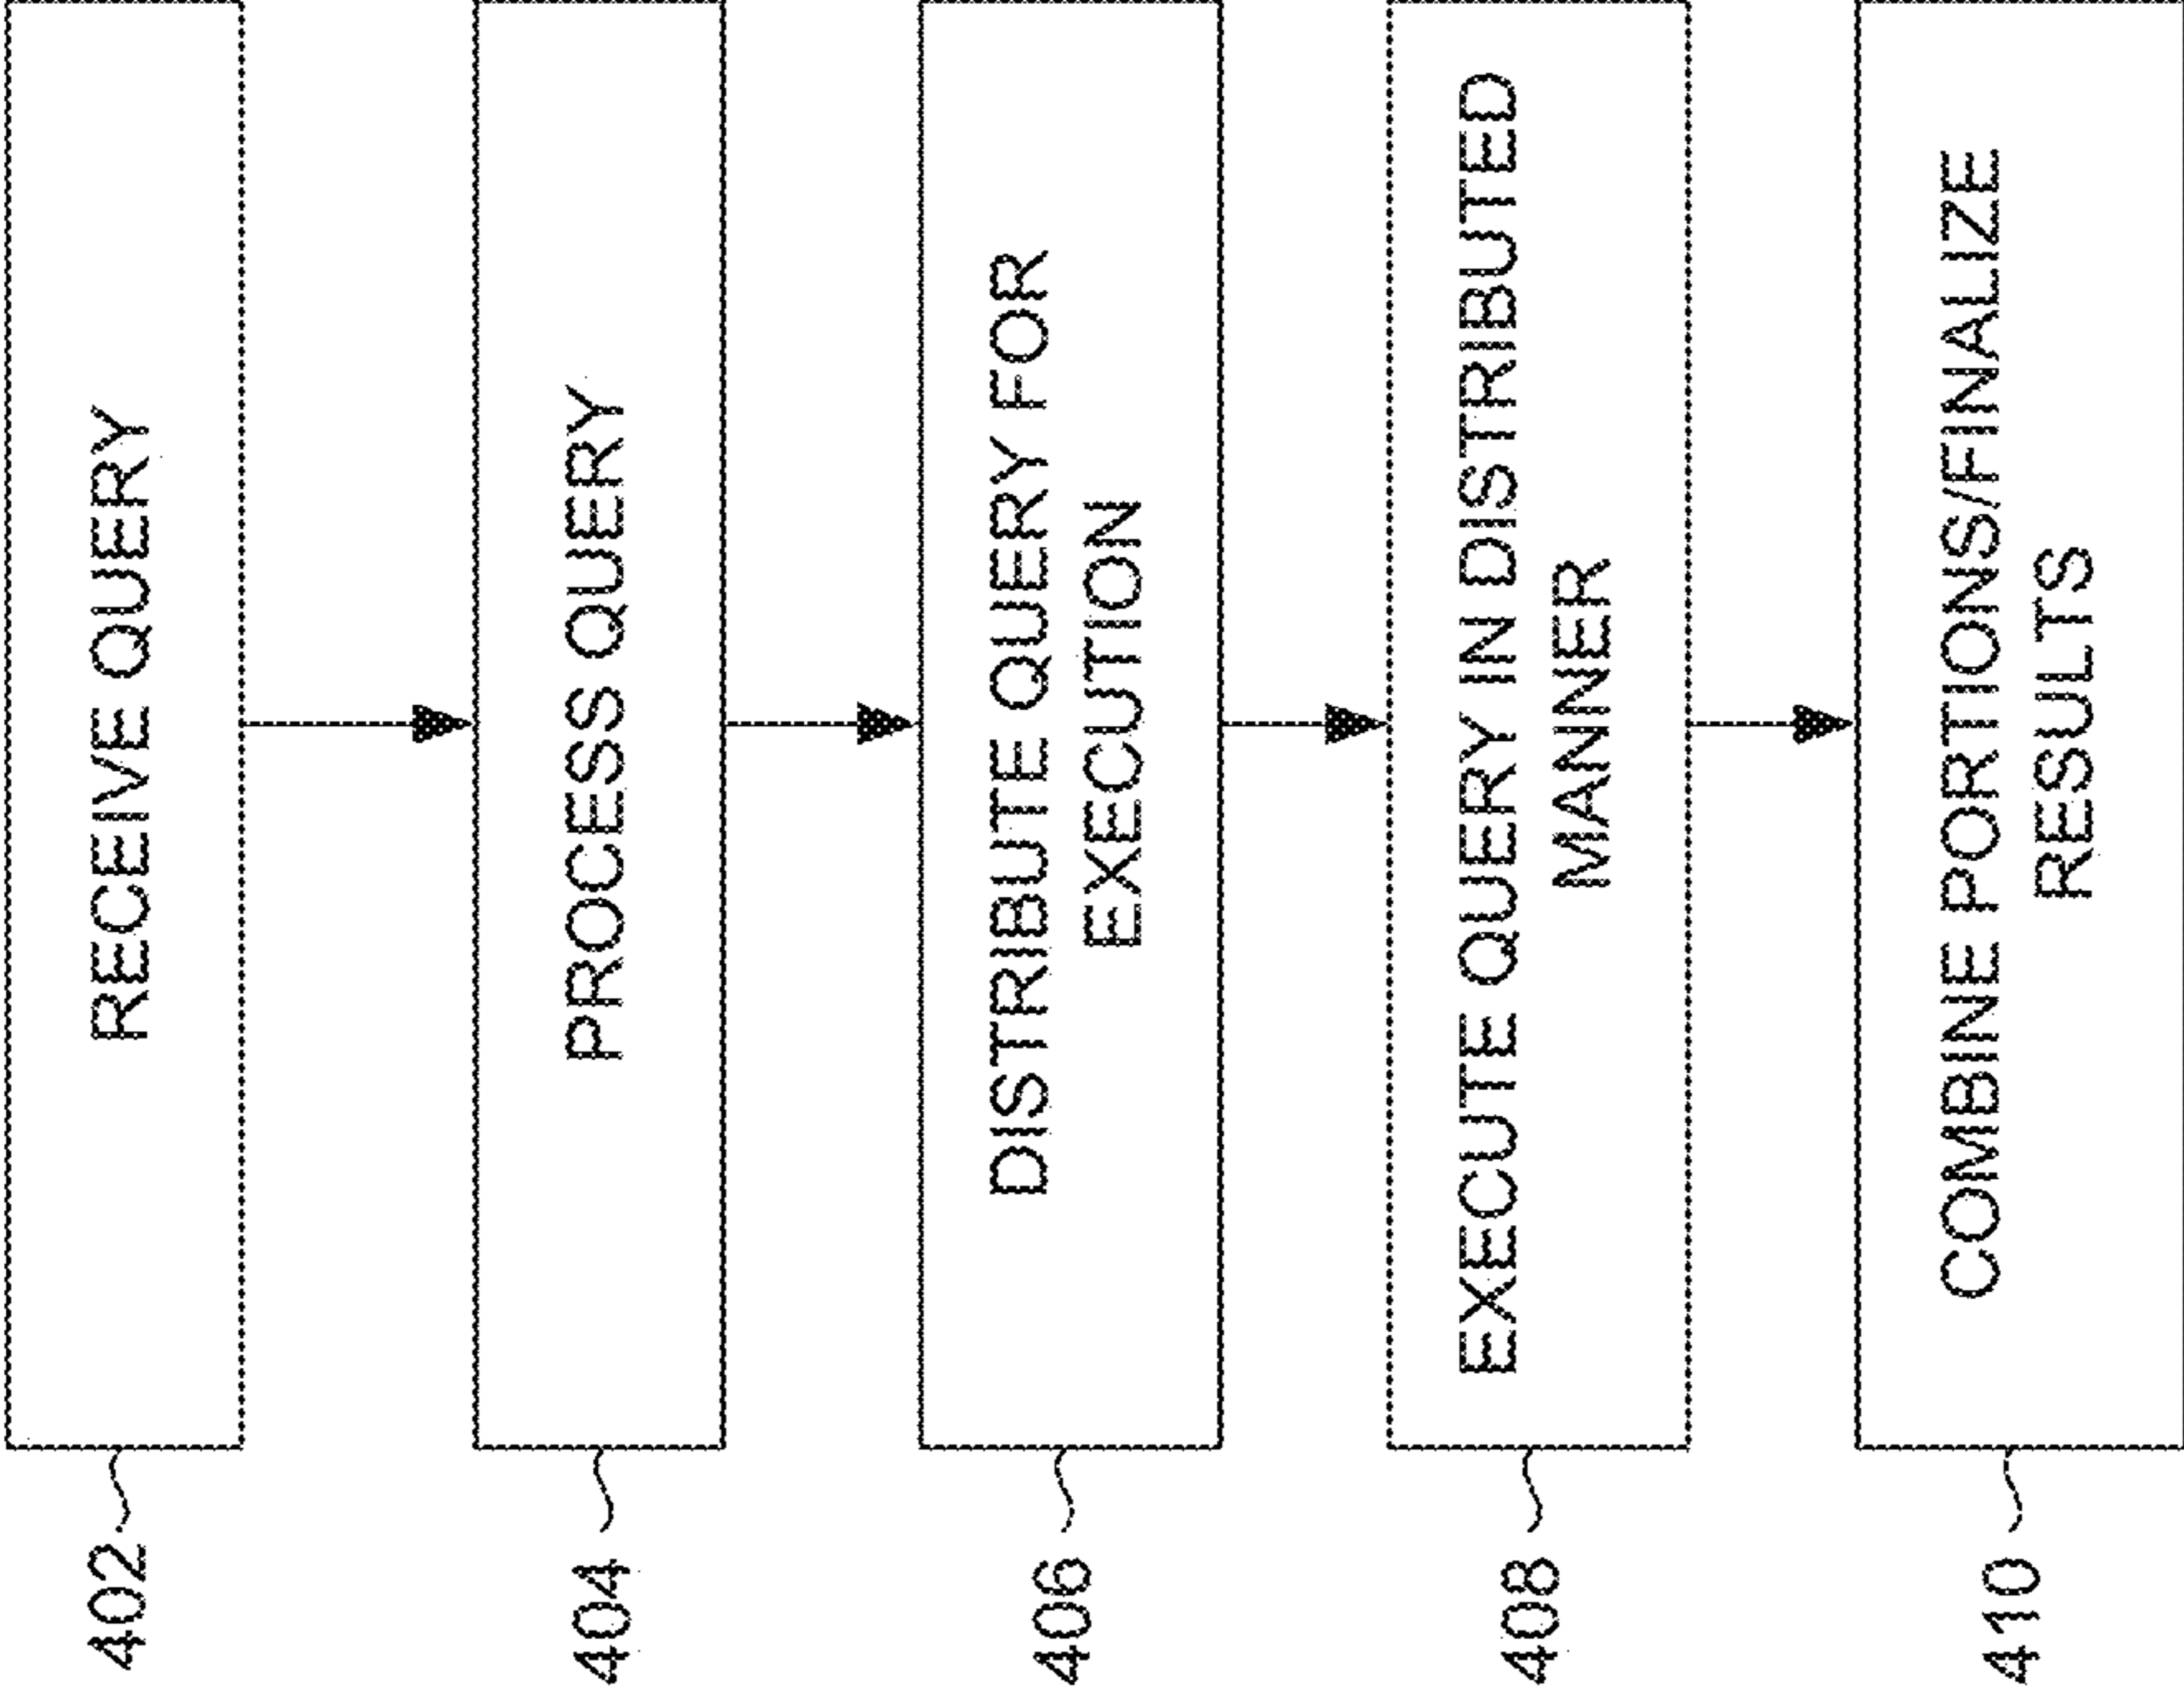 402
RECEIVE QUERY
404
PROCESS QUERY
406
DISTRIBUTE QUERY FOR
EXECUTION
408
EXECUTE QUERY IN DISTRIBUTED
MANNER
410
COMBINE PORTIONS/FINALIZE
RESULTS